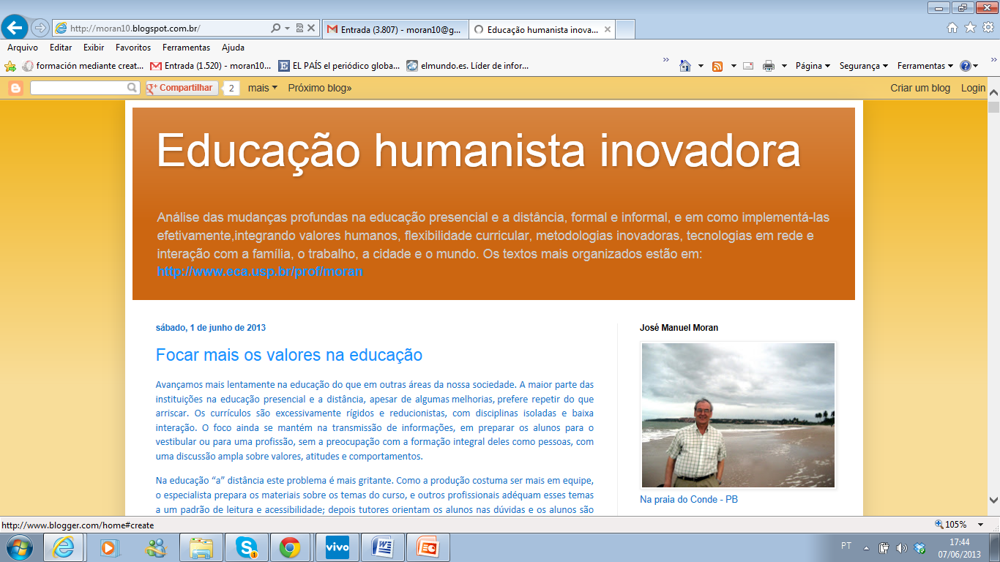 http://moran10.blogspot.com.br/
Entrada (3.807) - moran10@g...
Educação humanista inova...
Arquivo Editar Exibir Favoritos Ferramentas Ajuda
formación mediante creat... Entrada (1.520) - moran10... EL PAÍS el periódico globa... elmundo.es. Líder de infor...
Página Segurança Ferramentas
Compartilhar 2 mais Próximo blog» Criar um blog Login
Educação humanista inovadora
Análise das mudanças profundas na educação presencial e a distância, formal e informal, e em como implementá-las
efetivamente,integrando valores humanos, flexibilidade curricular, metodologias inovadoras, tecnologias em rede e
interação com a família, o trabalho, a cidade e o mundo. Os textos mais organizados estão em:
http://www.eca.usp.br/prof/moran
sábado, 1 de junho de 2013
Focar mais os valores na educação
Avançamos mais lentamente na educação do que em outras áreas da nossa sociedade. A maior parte das
instituições na educação presencial e a distância, apesar de algumas melhorias, prefere repetir do que
arriscar. Os currículos são excessivamente rígidos e reducionistas, com disciplinas isoladas e baixa
interação. O foco ainda se mantém na transmissão de informações, em preparar os alunos para o
vestibular ou para uma profissão, sem a preocupação com a formação integral deles como pessoas, com
uma discussão ampla sobre valores, atitudes e comportamentos.
Na educação “a” distância este problema é mais gritante. Como a produção costuma ser mais em equipe,
o especialista prepara os materiais sobre os temas do curso, e outros profissionais adéquam esses temas
a um padrão de leitura e acessibilidade; depois tutores orientam os alunos nas dúvidas e os alunos são
José Manuel Moran
Na praia do Conde - PB
http://www.blogger.com/home#create
105%
vivo
PT
17:44
07/06/2013